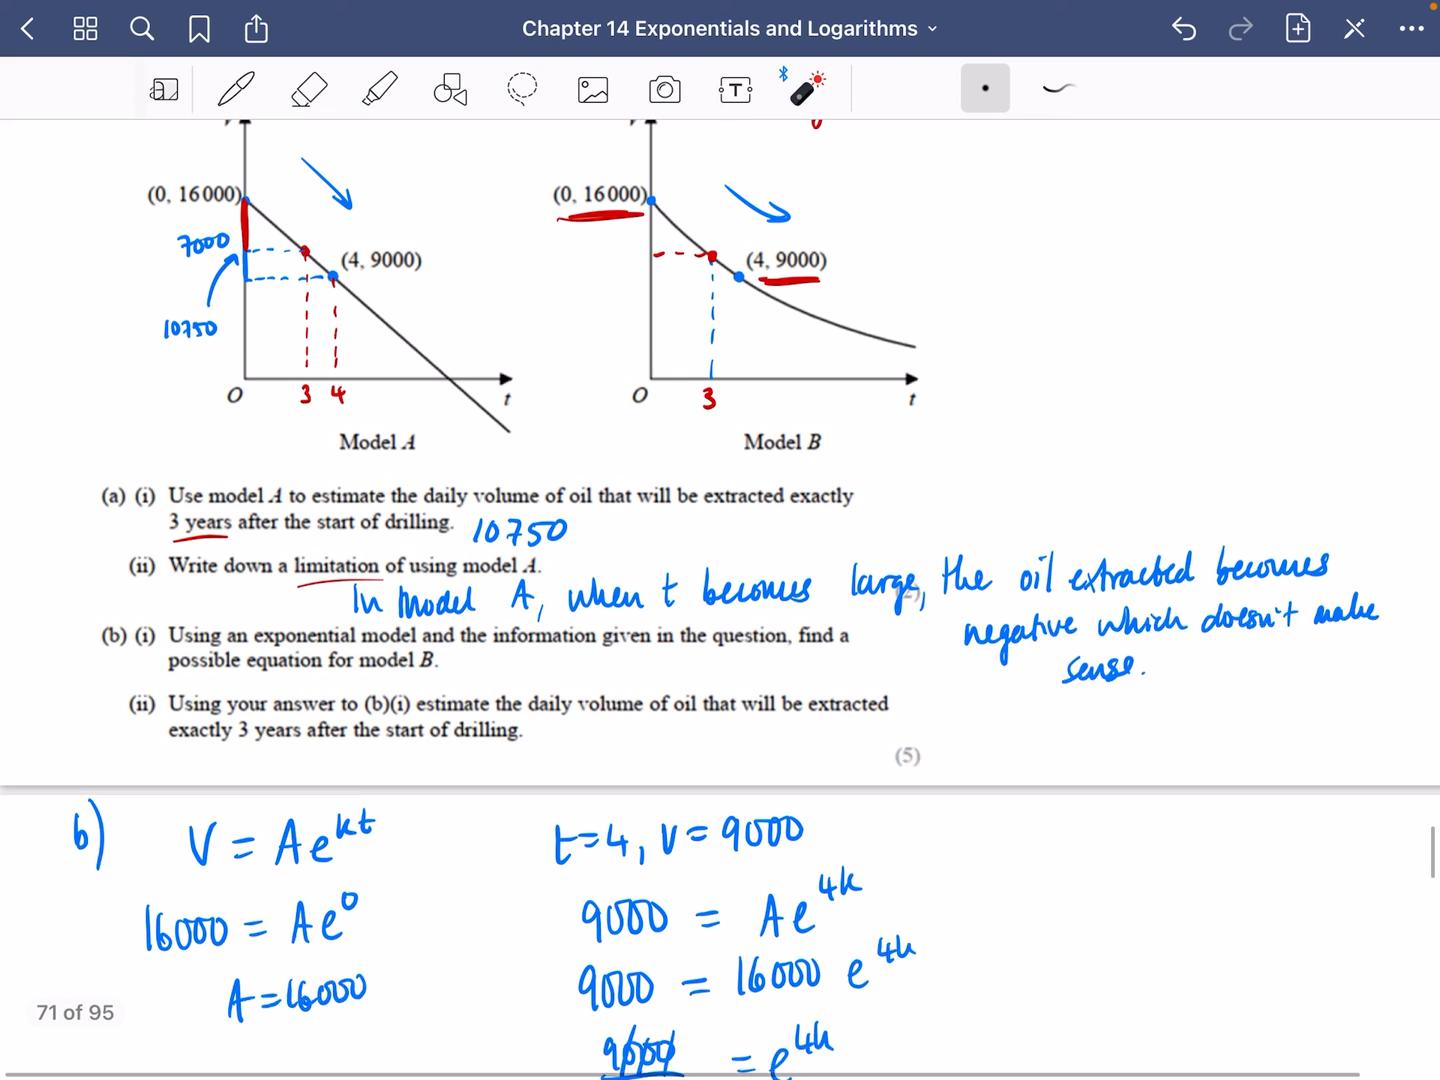 Chapter 14 Exponentials and Logarithms
(0, 16000)
(0, 16000)
7000
(4, 9000)
(4, 9000)
10750
O
3
4
t
O
3
t
Model A
Model B
(a) (i) Use model A to estimate the daily volume of oil that will be extracted exactly
3 years after the start of drilling. 10750
(ii) Write down a limitation of using model A.
In model A, when t becomes large, the oil extracted becomes
negative which doesn't make
sense.
(b) (i) Using an exponential model and the information given in the question, find a
possible equation for model B.
(ii) Using your answer to (b)(i) estimate the daily volume of oil that will be extracted
exactly 3 years after the start of drilling.
(5)
b) V = Ae^kt
t=4, V=9000
16000 = Ae^0
9000 = Ae^4k
A=16000
9000 = 16000 e^4k
9000 = e^4k
71 of 95